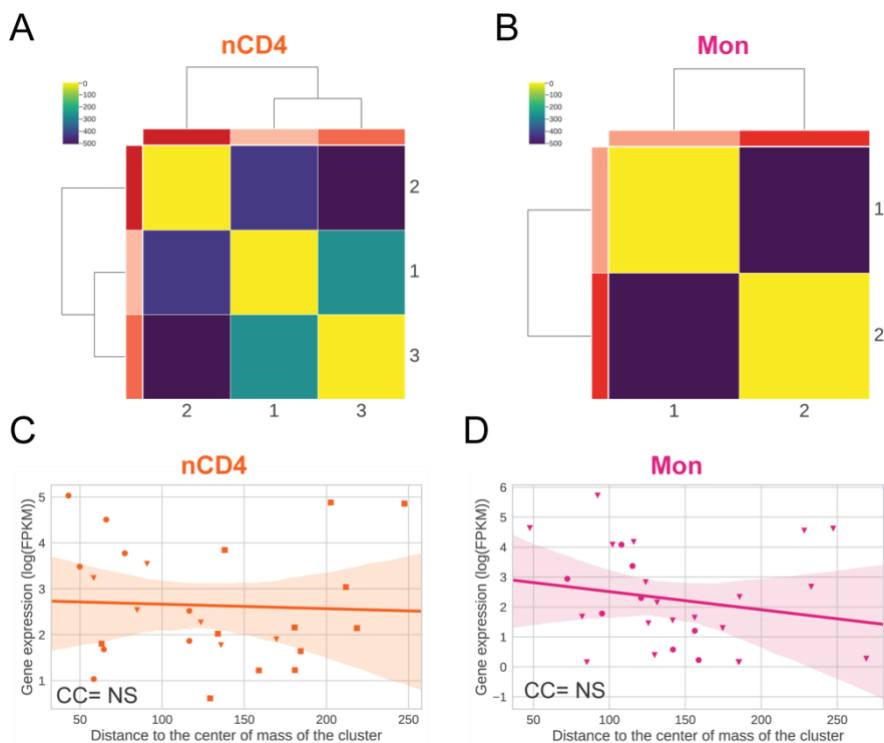 A
nCD4
0
-100
-200
-300
-400
-500
2
1
3
2 1 3
B
Mon
0
-100
-200
-300
-400
-500
1
2
1 2
C
nCD4
Gene expression (log(FPKM))
5
4
3
2
1
CC= NS
50 100 150 200 250
Distance to the center of mass of the cluster
D
Mon
Gene expression (log(FPKM))
6
5
4
3
2
1
0
−1
CC= NS
50 100 150 200 250
Distance to the center of mass of the cluster